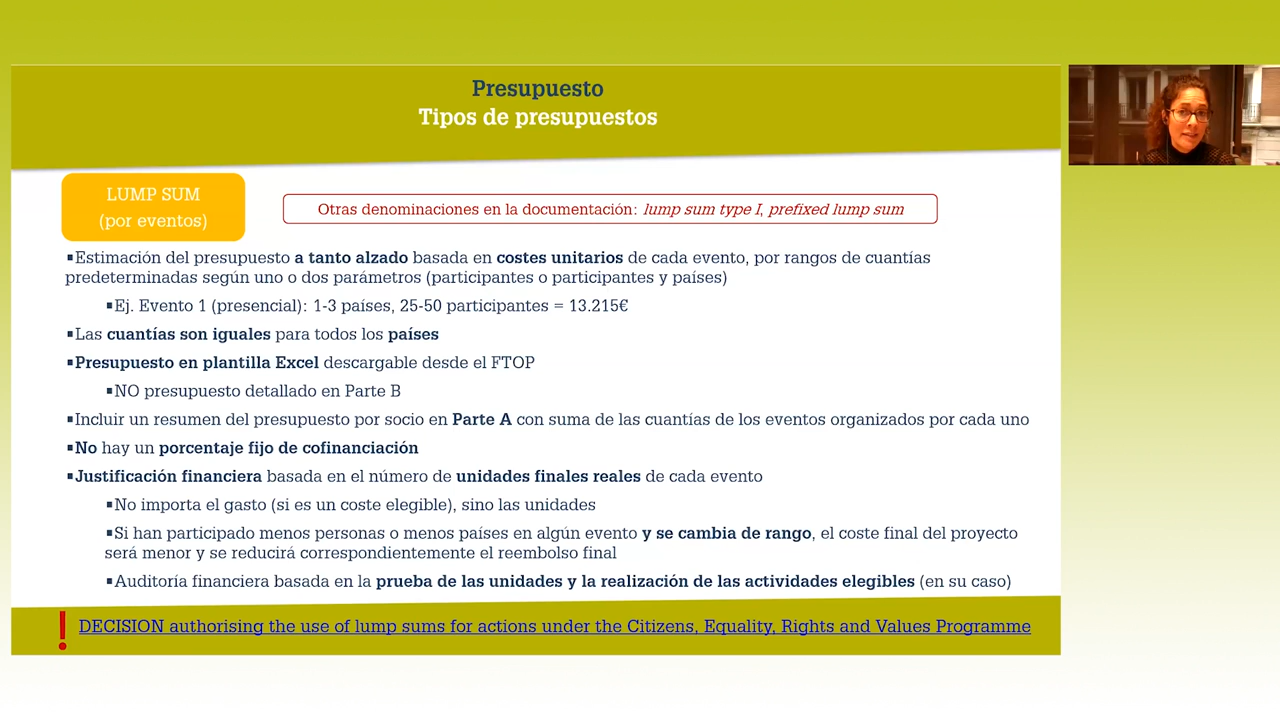 Presupuesto
Tipos de presupuestos
LUMP SUM
(por eventos)
Otras denominaciones en la documentación: lump sum type I, prefixed lump sum
▪Estimación del presupuesto a tanto alzado basada en costes unitarios de cada evento, por rangos de cuantías
predeterminadas según uno o dos parámetros (participantes o participantes y países)
▪Ej. Evento 1 (presencial): 1-3 países, 25-50 participantes = 13.215€
▪Las cuantías son iguales para todos los países
▪Presupuesto en plantilla Excel descargable desde el FTOP
▪NO presupuesto detallado en Parte B
▪Incluir un resumen del presupuesto por socio en Parte A con suma de las cuantías de los eventos organizados por cada uno
▪No hay un porcentaje fijo de cofinanciación
▪Justificación financiera basada en el número de unidades finales reales de cada evento
▪No importa el gasto (si es un coste elegible), sino las unidades
▪Si han participado menos personas o menos países en algún evento y se cambia de rango, el coste final del proyecto
será menor y se reducirá correspondientemente el reembolso final
▪Auditoría financiera basada en la prueba de las unidades y la realización de las actividades elegibles (en su caso)
! DECISION authorising the use of lump sums for actions under the Citizens, Equality, Rights and Values Programme